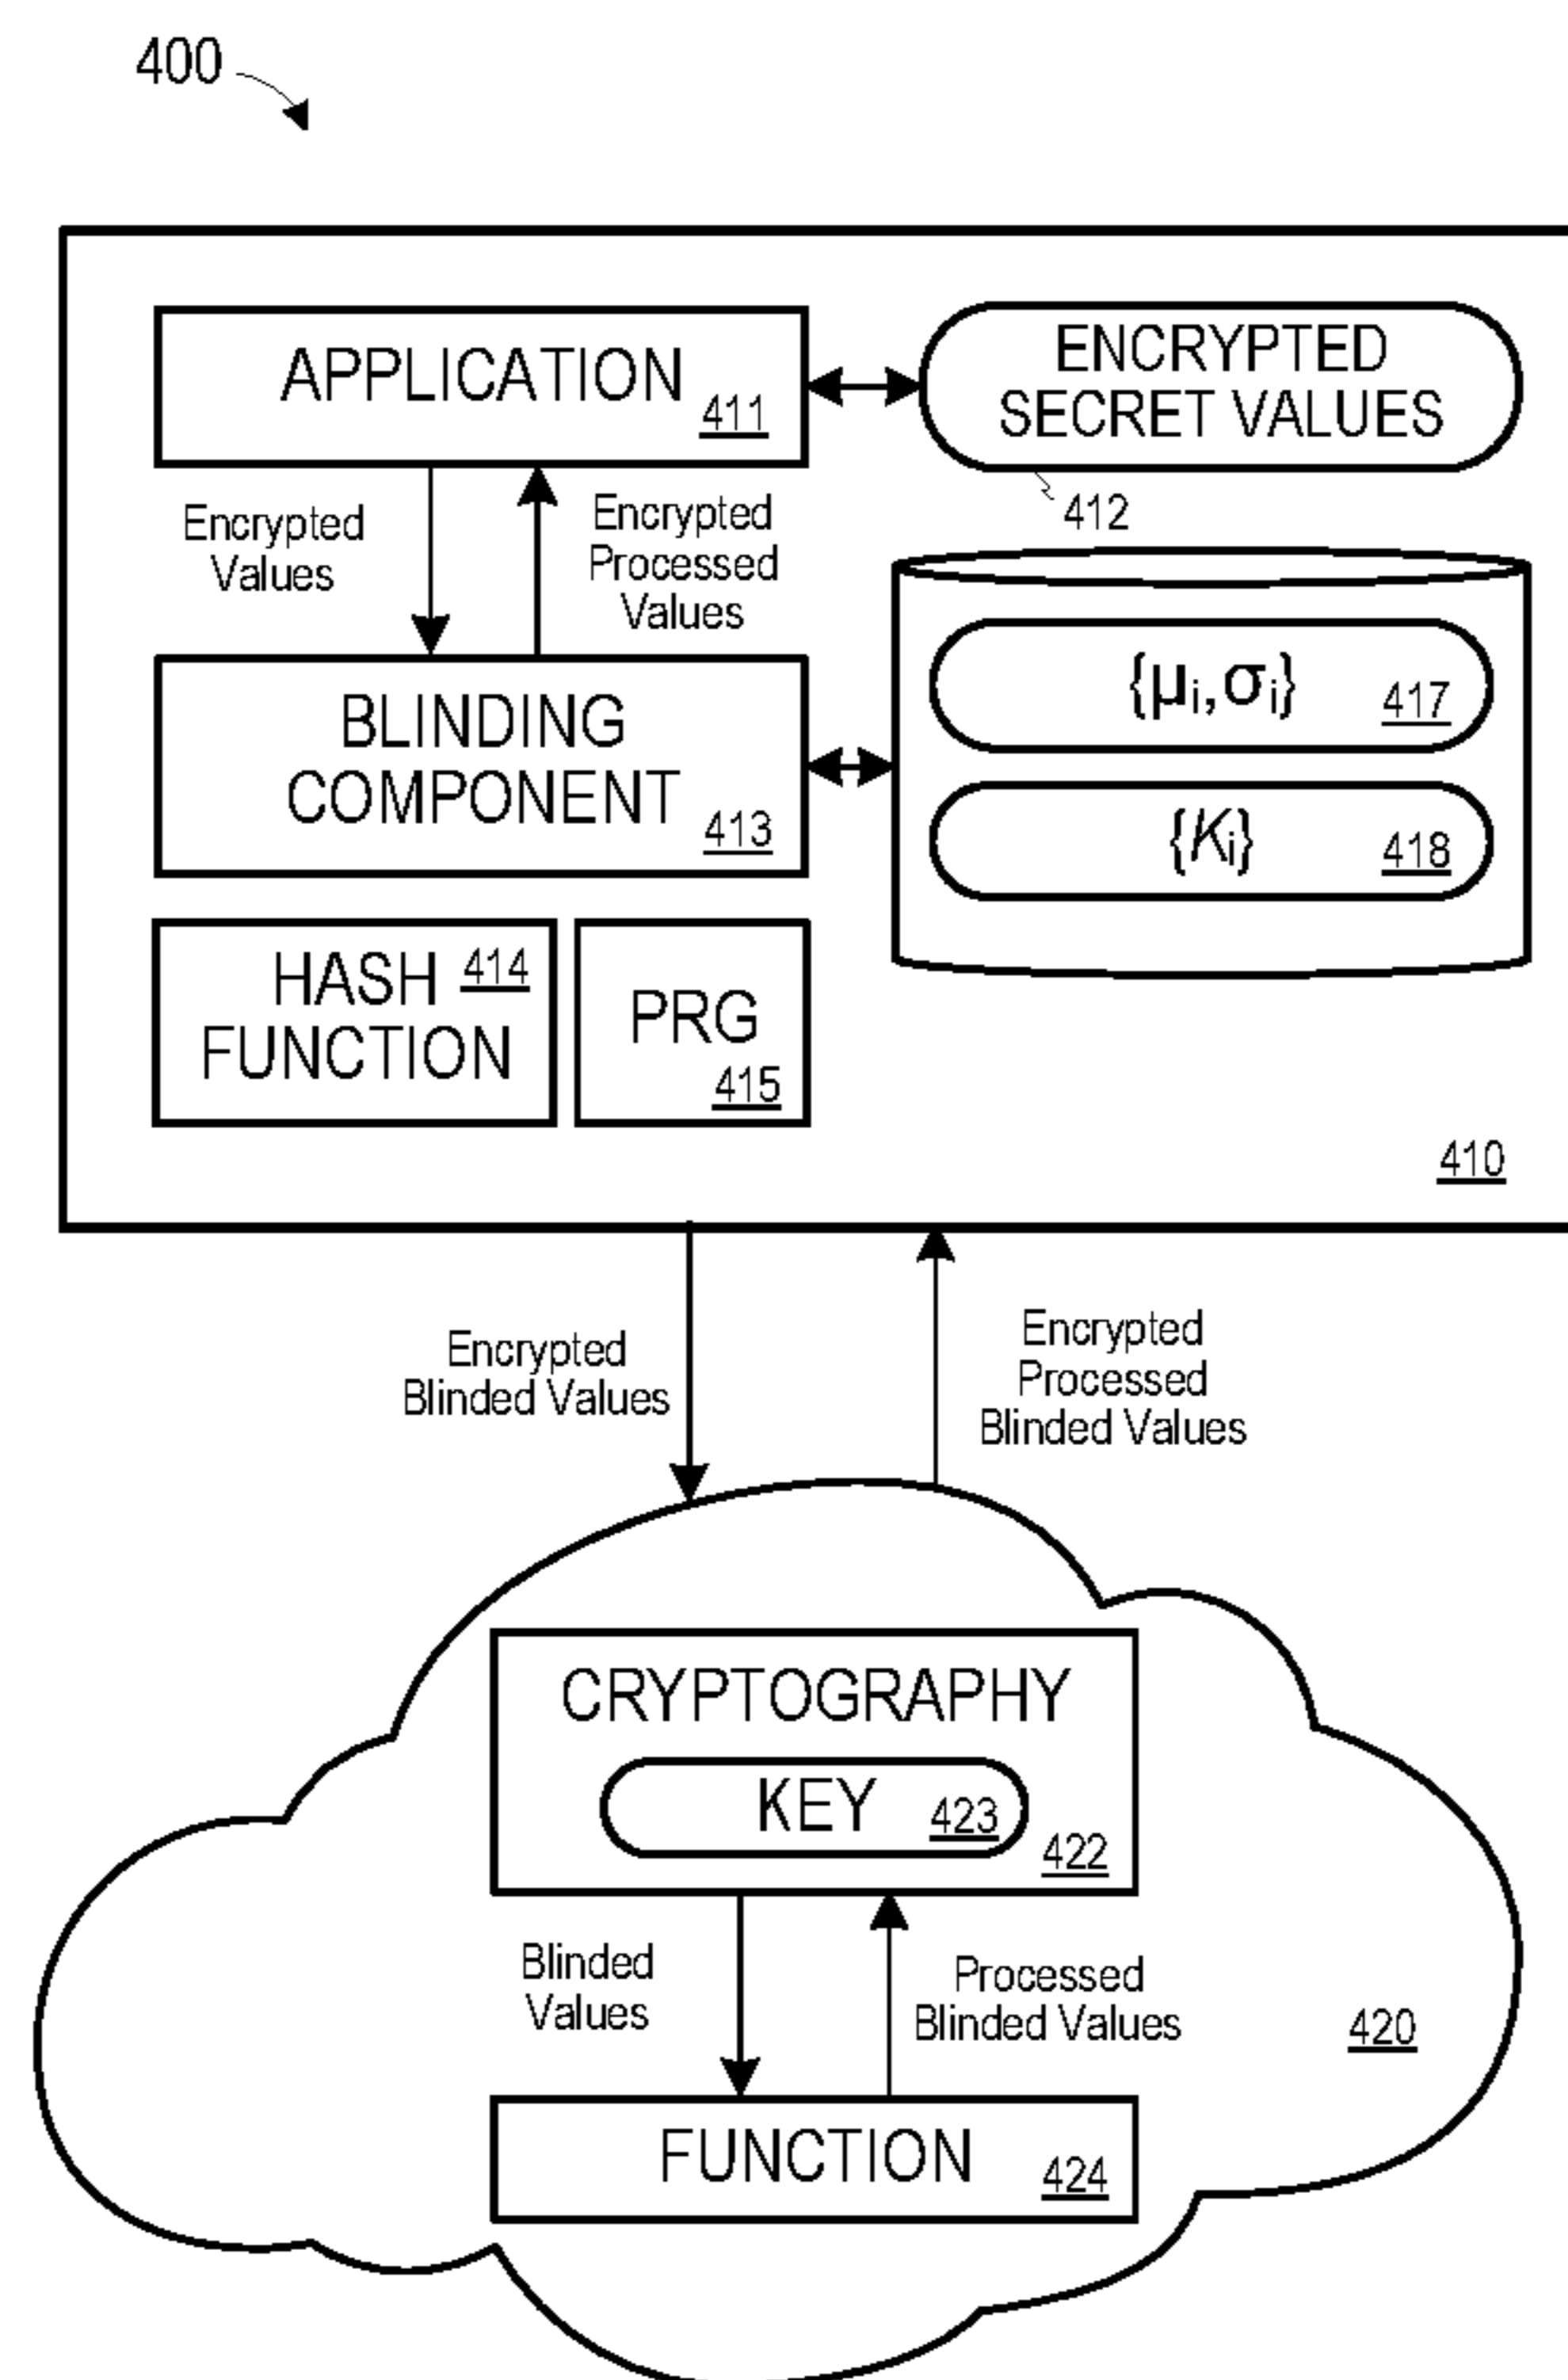 400
APPLICATION
411
ENCRYPTED
SECRET VALUES
412
Encrypted
Values
Encrypted
Processed
Values
BLINDING
COMPONENT
413
{μi,σi}
417
{Ki}
418
HASH
FUNCTION
414
PRG
415
410
Encrypted
Blinded Values
Encrypted
Processed
Blinded Values
CRYPTOGRAPHY
KEY
423
422
Blinded
Values
Processed
Blinded Values
420
FUNCTION
424